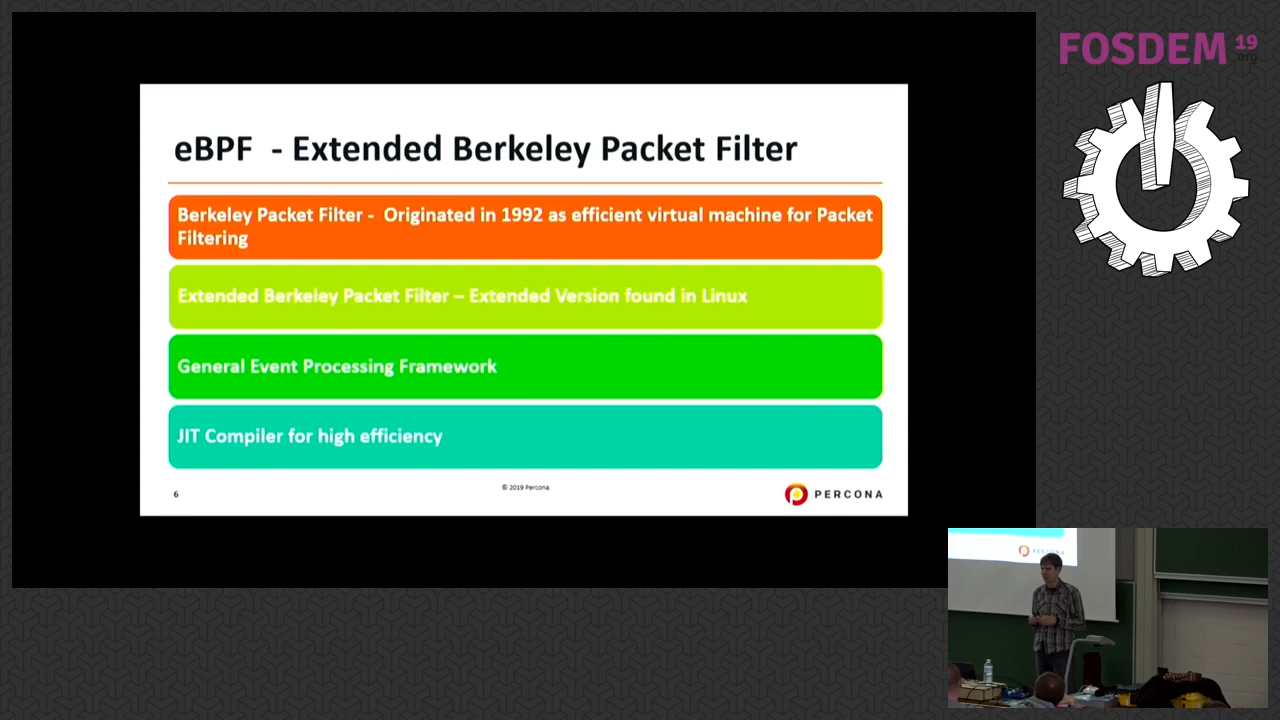 FOSDEM 19
.org
eBPF - Extended Berkeley Packet Filter
Berkeley Packet Filter - Originated in 1992 as efficient virtual machine for Packet
Filtering
Extended Berkeley Packet Filter – Extended Version found in Linux
General Event Processing Framework
JIT Compiler for high efficiency
6
© 2019 Percona
PERCONA
PERCONA